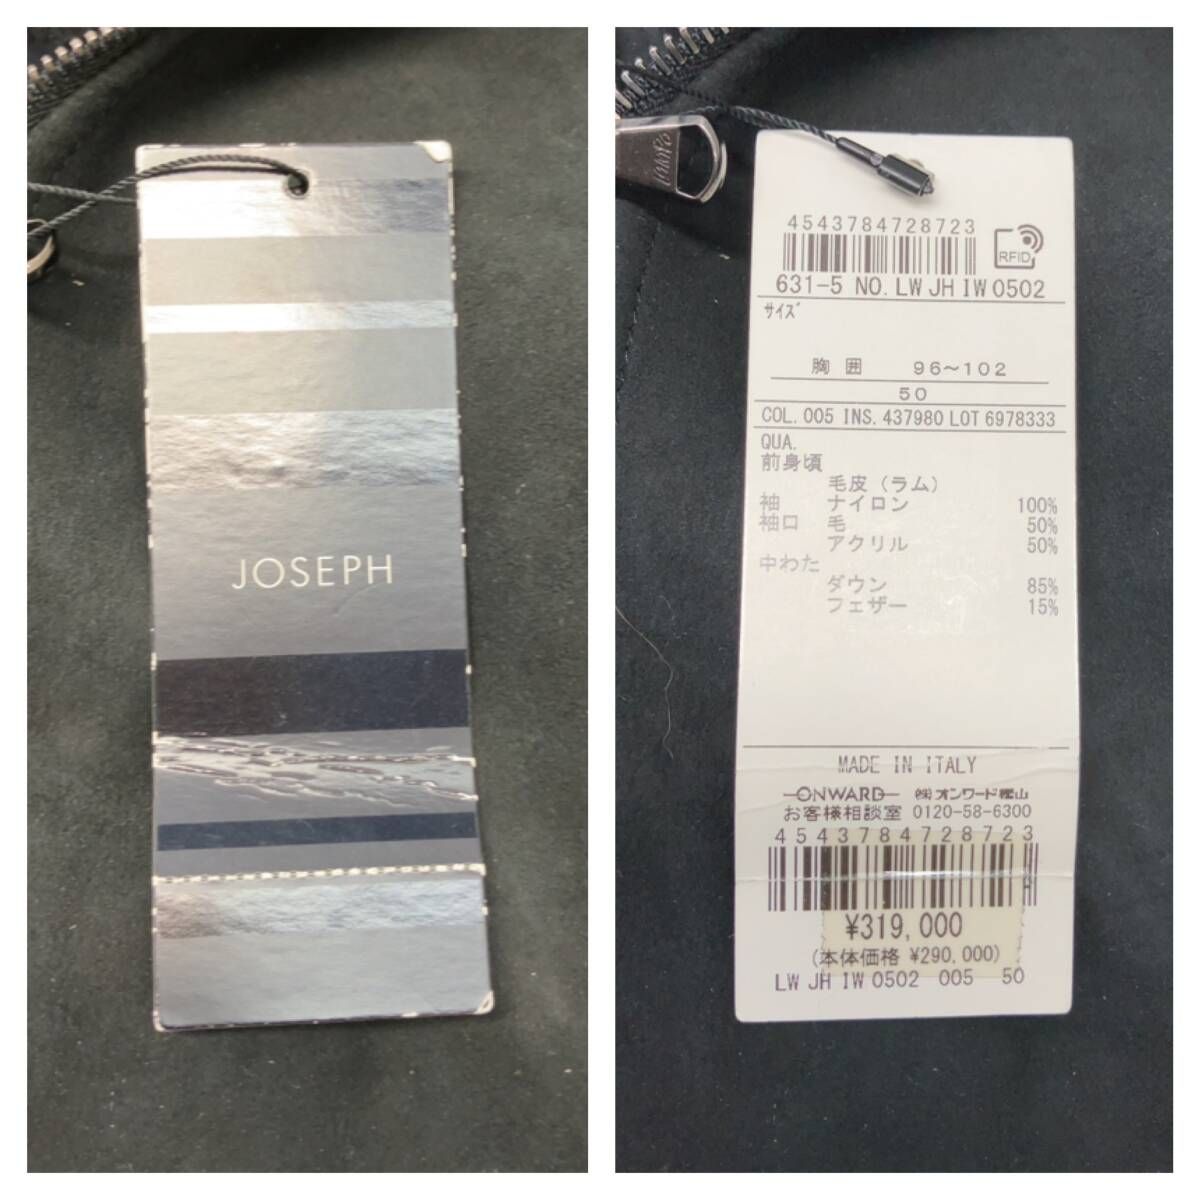 JOSEPH
LAMPO
4543784728723
RFID
631-5 NO. LW JH IW 0502
サイズ
胸囲 96～102
50
COL. 005 INS. 437980 LOT 6978333
QUA.
前身頃
毛皮（ラム）
袖 ナイロン 100%
袖口 毛 50%
アクリル 50%
中わた
ダウン 85%
フェザー 15%
MADE IN ITALY
ONWARD ㈱オンワード樫山
お客様相談室 0120-58-6300
4543784728723
¥319,000
(本体価格 ¥290,000)
LW JH IW 0502 005 50